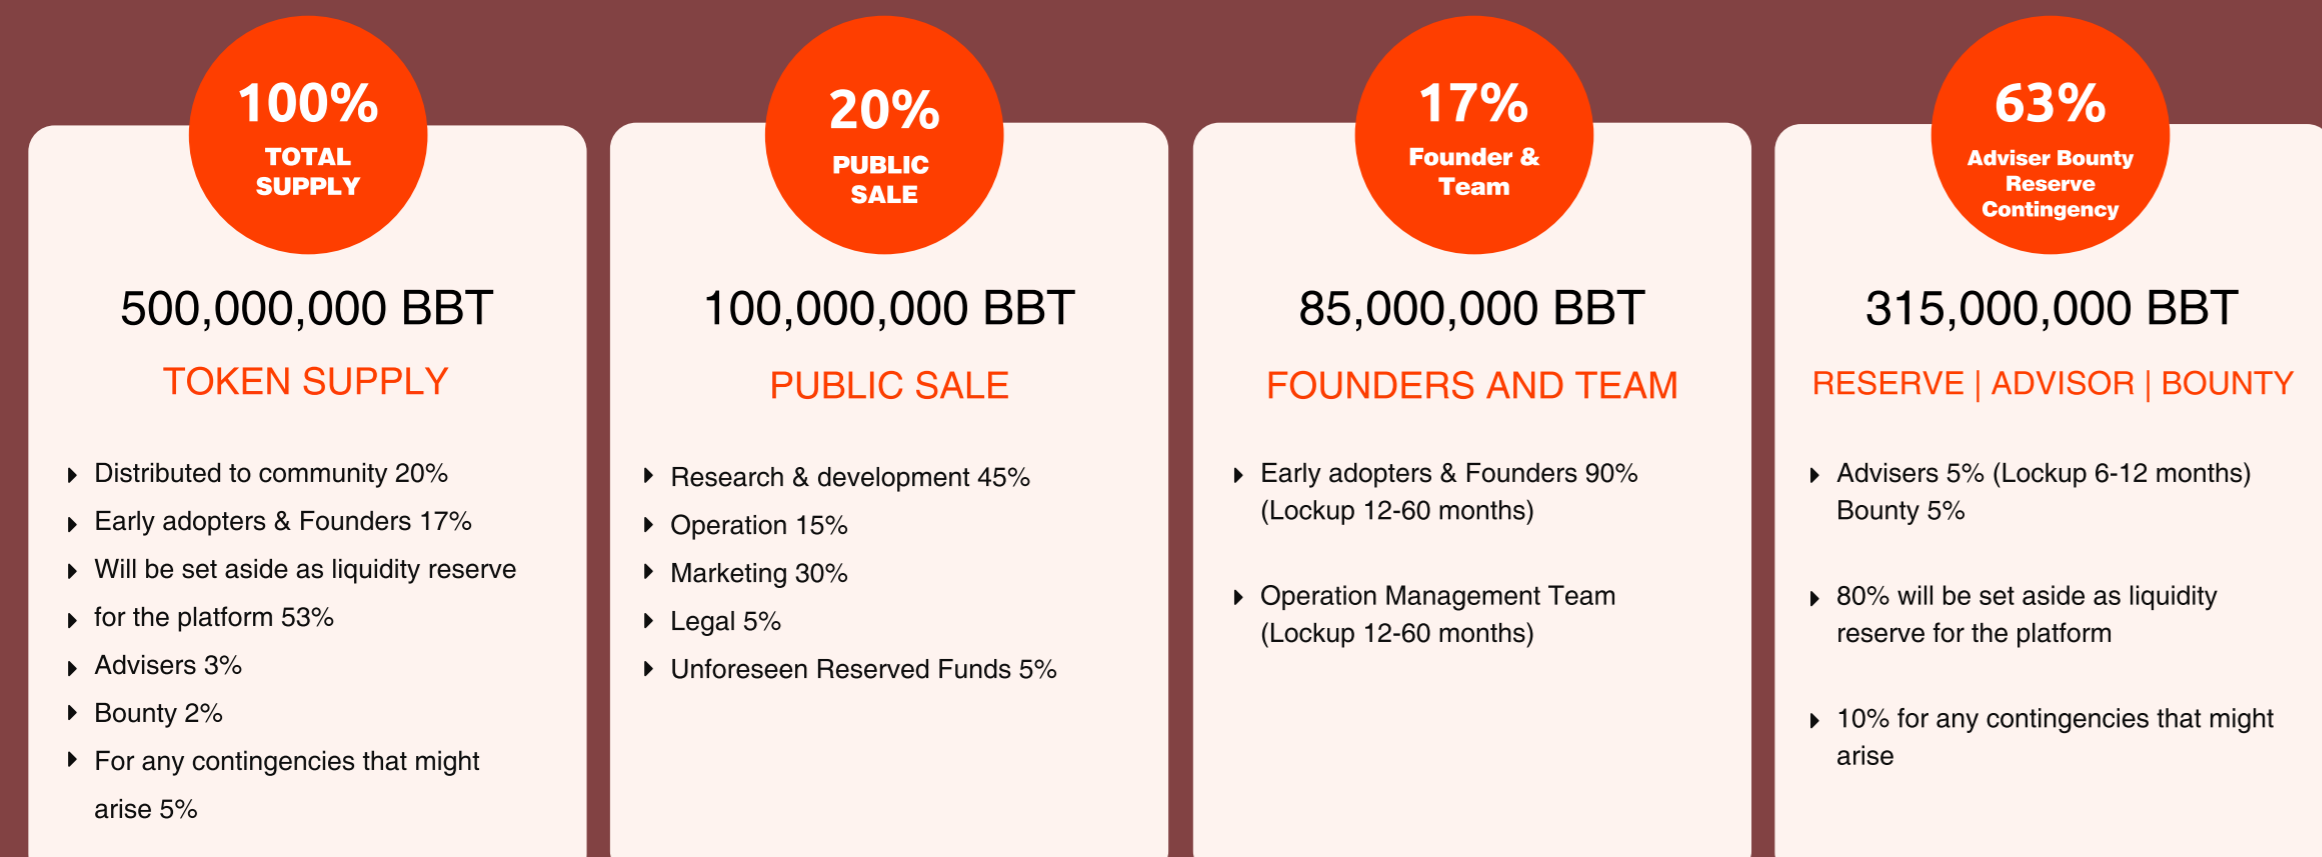 100%
TOTAL
SUPPLY
500,000,000 BBT
TOKEN SUPPLY
Distributed to community 20%
Early adopters & Founders 17%
Will be set aside as liquidity reserve
for the platform 53%
Advisers 3%
Bounty 2%
For any contingencies that might
arise 5%
20%
PUBLIC
SALE
100,000,000 BBT
PUBLIC SALE
Research & development 45%
Operation 15%
Marketing 30%
Legal 5%
Unforeseen Reserved Funds 5%
17%
Founder &
Team
85,000,000 BBT
FOUNDERS AND TEAM
Early adopters & Founders 90%
(Lockup 12-60 months)
Operation Management Team
(Lockup 12-60 months)
63%
Adviser Bounty
Reserve
Contingency
315,000,000 BBT
RESERVE | ADVISOR | BOUNTY
Advisers 5% (Lockup 6-12 months)
Bounty 5%
80% will be set aside as liquidity
reserve for the platform
10% for any contingencies that might
arise